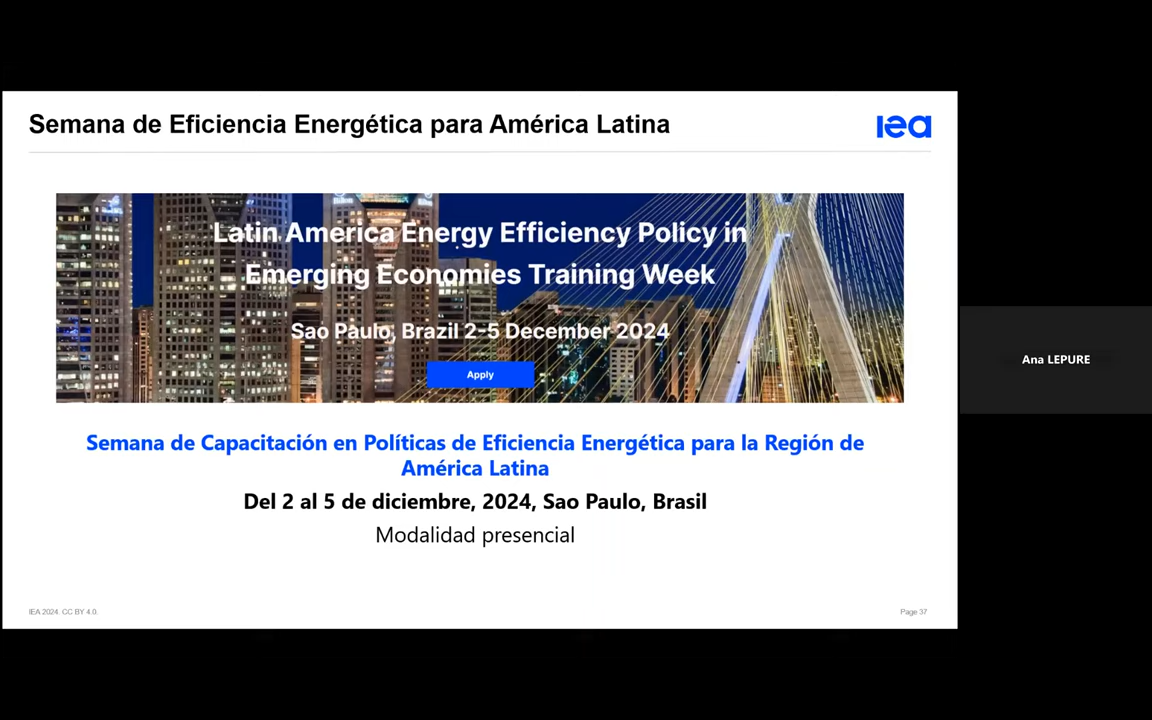 Semana de Eficiencia Energética para América Latina
iea
Latin America Energy Efficiency Policy in
Emerging Economies Training Week
Sao Paulo, Brazil 2-5 December 2024
Apply
Semana de Capacitación en Políticas de Eficiencia Energética para la Región de
América Latina
Del 2 al 5 de diciembre, 2024, Sao Paulo, Brasil
Modalidad presencial
IEA 2024. CC BY 4.0.
Page 37
Ana LEPURE